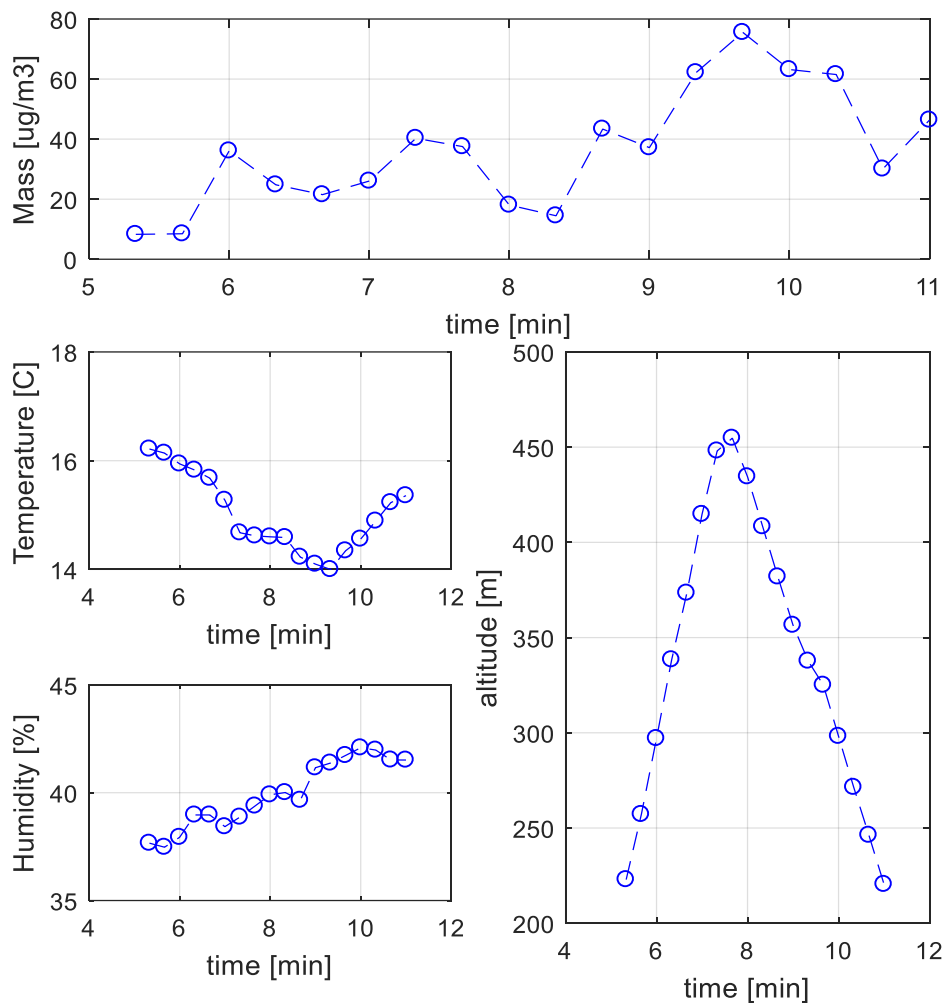 80
60
40
20
0
Mass [ug/m3]
5 6 7 8 9 10 11
time [min]
18
16
14
Temperature [C]
4 6 8 10 12
time [min]
45
40
35
Humidity [%]
4 6 8 10 12
time [min]
500
450
400
350
300
250
200
altitude [m]
4 6 8 10 12
time [min]